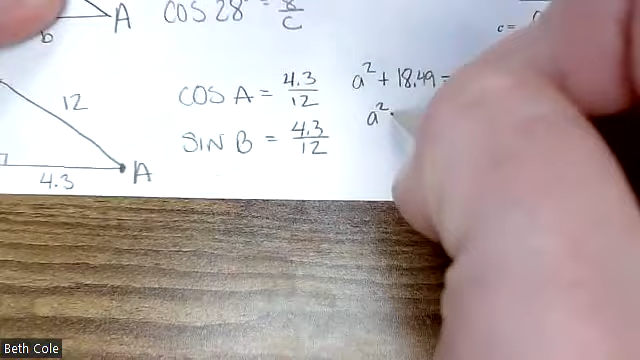 b
A
COS 28° = 8/C
c =
12
COS A = 4.3/12
a² + 18.49 =
a²
SIN B = 4.3/12
4.3
A
Beth Cole